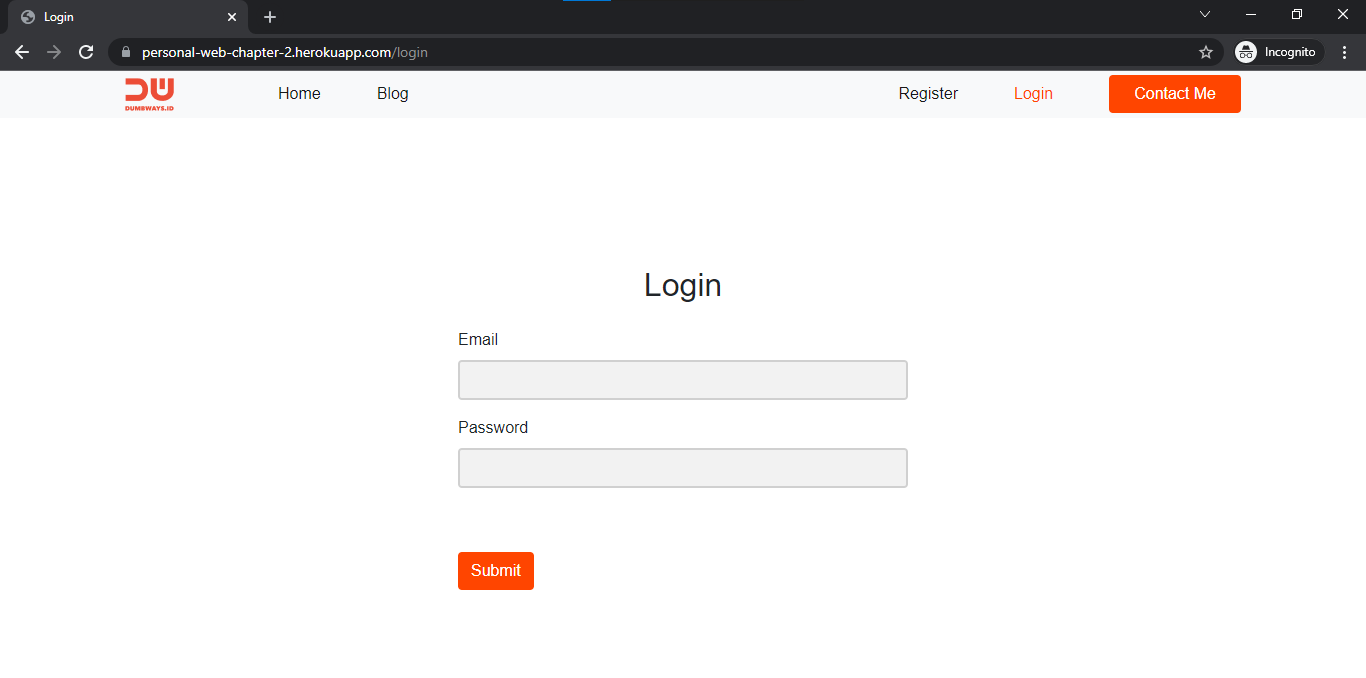 Login
personal-web-chapter-2.herokuapp.com/login
Incognito
DW
DUMBWAYS.ID
Home Blog Register Login Contact Me
Login
Email
Password
Submit